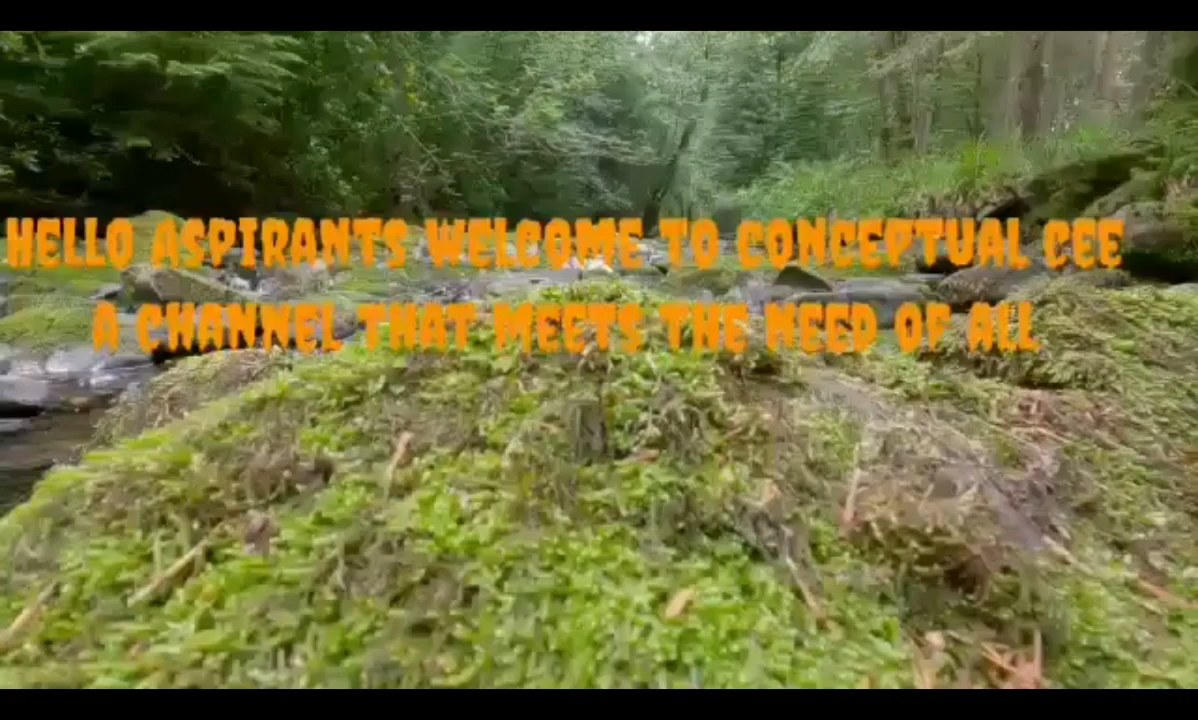 HELLO ASPIRANTS WELCOME TO CONCEPTUAL CEE
A CHANNEL THAT MEETS THE NEED OF ALL